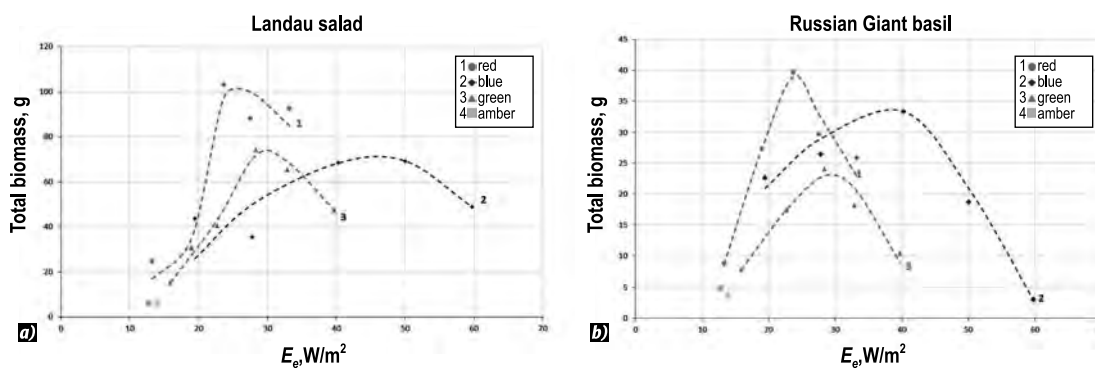 Landau salad
Total biomass, g
120
100
80
60
40
20
0
0 10 20 30 40 50 60 70
1 red
2 blue
3 green
4 amber
1
3
2
a)
Ee, W/m²
Russian Giant basil
Total biomass, g
45
40
35
30
25
20
15
10
5
0
0 10 20 30 40 50 60 70
1 red
2 blue
3 green
4 amber
1
3
2
b)
Ee, W/m²